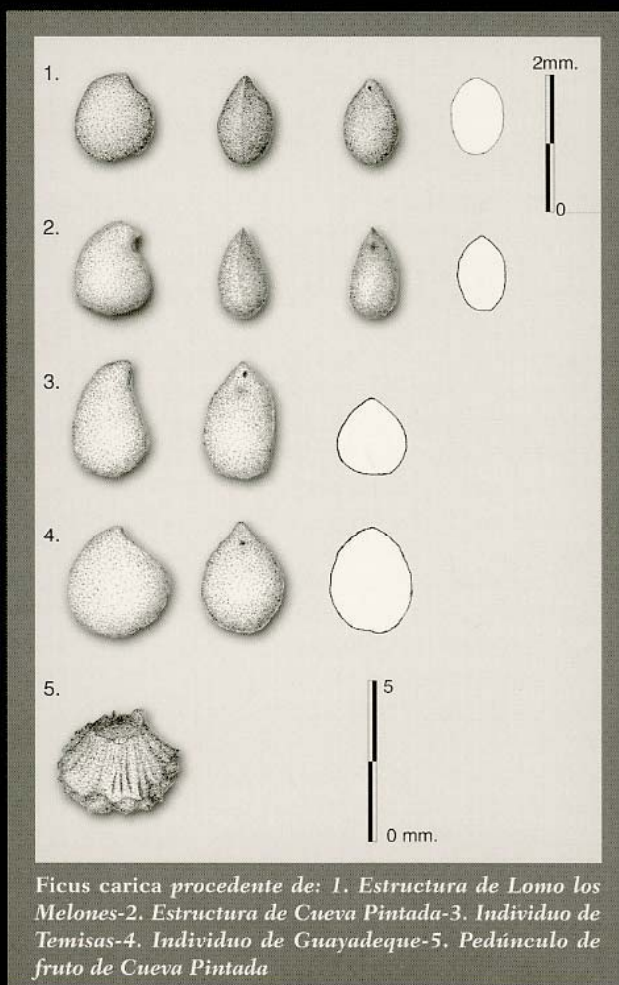 1.
2mm.
0
2.
3.
4.
5.
5
0 mm.
Ficus carica procedente de: 1. Estructura de Lomo los
Melones-2. Estructura de Cueva Pintada-3. Individuo de
Temisas-4. Individuo de Guayadeque-5. Pedúnculo de
fruto de Cueva Pintada